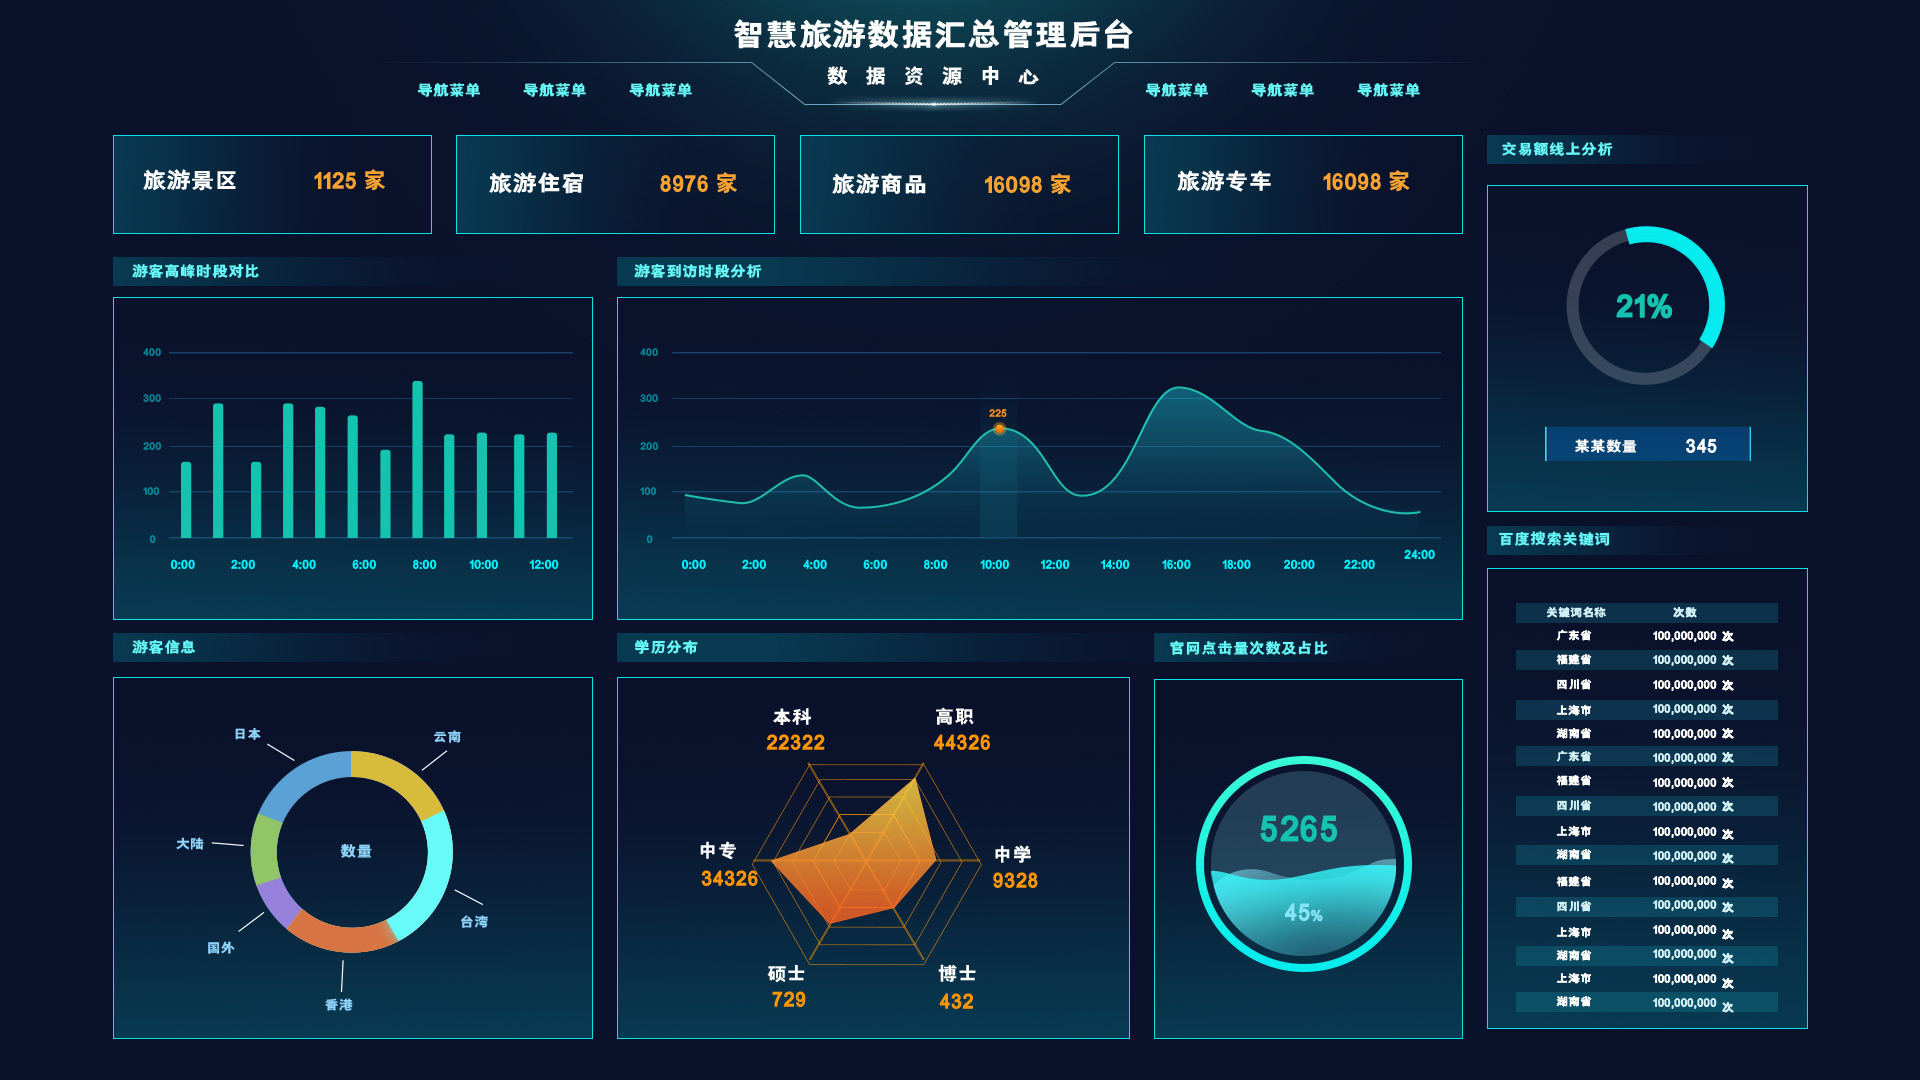 智慧旅游数据汇总管理后台
数据资源中心
导航菜单 导航菜单 导航菜单
导航菜单 导航菜单 导航菜单
旅游景区 1125 家
旅游住宿 8976 家
旅游商品 16098 家
旅游专车 16098 家
交易额线上分析
21%
某某数量 345
游客高峰时段对比
400
300
200
100
0
0:00 2:00 4:00 6:00 8:00 10:00 12:00
游客到访时段分析
400
300
225
200
100
0
0:00 2:00 4:00 6:00 8:00 10:00 12:00 14:00 16:00 18:00 20:00 22:00 24:00
百度搜索关键词
关键词名称 次数
广东省 100,000,000 次
福建省 100,000,000 次
四川省 100,000,000 次
上海市 100,000,000 次
湖南省 100,000,000 次
广东省 100,000,000 次
福建省 100,000,000 次
四川省 100,000,000 次
上海市 100,000,000 次
湖南省 100,000,000 次
福建省 100,000,000 次
四川省 100,000,000 次
上海市 100,000,000 次
湖南省 100,000,000 次
上海市 100,000,000 次
湖南省 100,000,000 次
游客信息
日本
云南
大陆
数量
台湾
国外
香港
学历分布
本科
22322
高职
44326
中专
34326
中学
9328
硕士
729
博士
432
官网点击量次数及占比
5265
45%